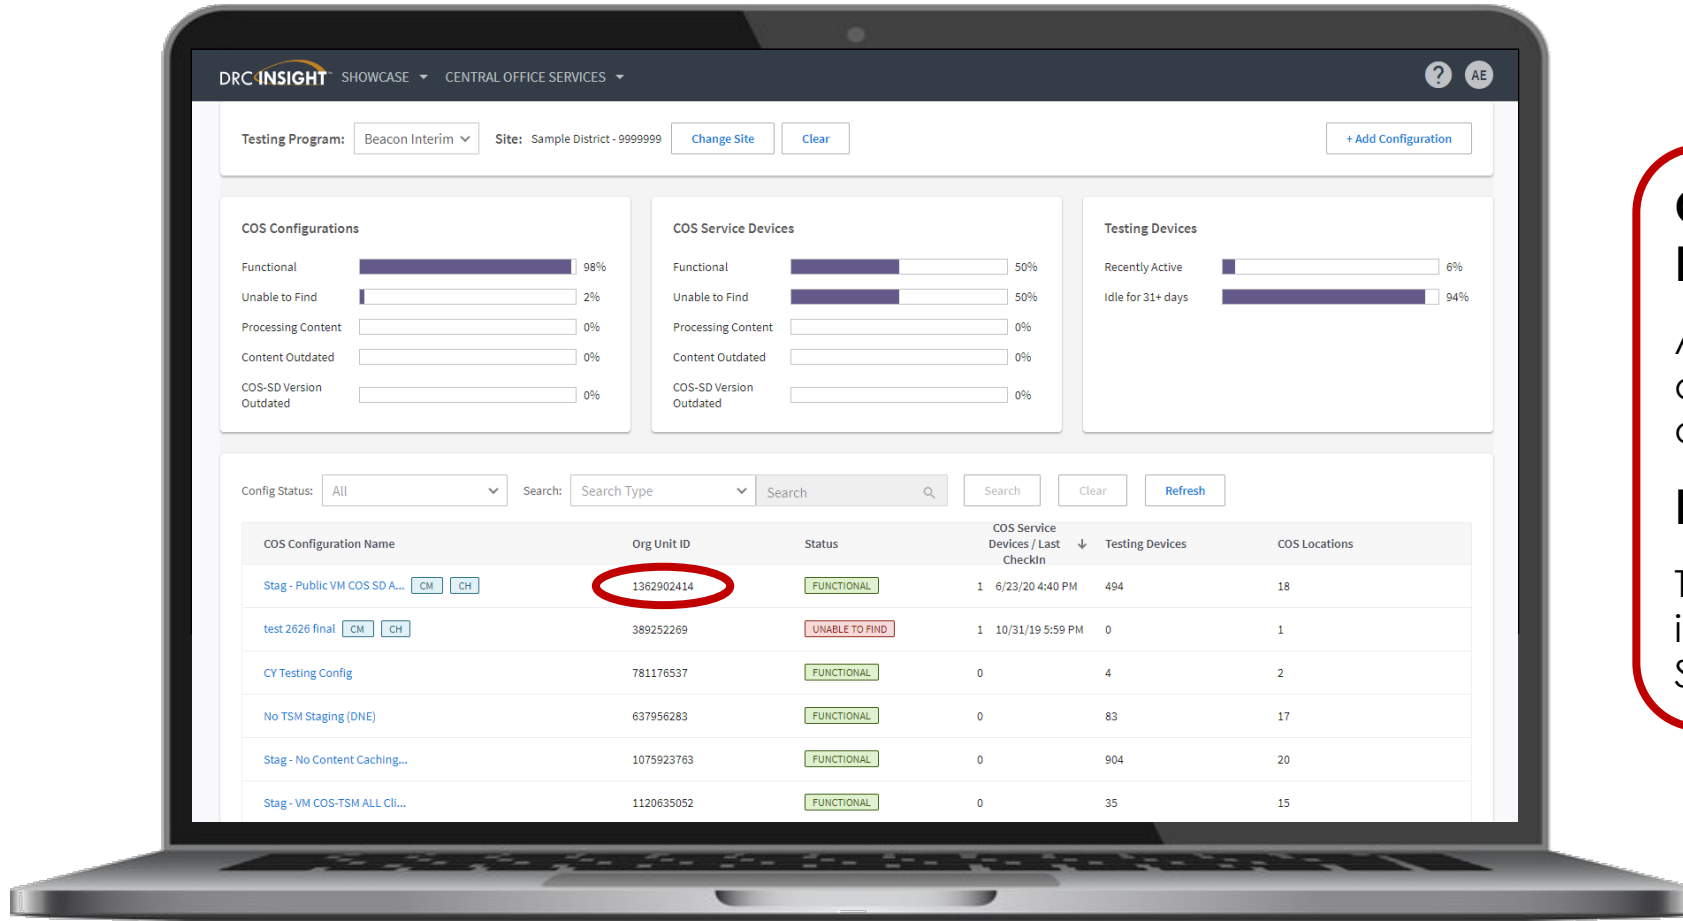 DRC INSIGHT SHOWCASE CENTRAL OFFICE SERVICES ? AE
Testing Program: Beacon Interim Site: Sample District - 9999999 Change Site Clear + Add Configuration
COS Configurations
Functional 98%
Unable to Find 2%
Processing Content 0%
Content Outdated 0%
COS-SD Version
Outdated 0%
COS Service Devices
Functional 50%
Unable to Find 50%
Processing Content 0%
Content Outdated 0%
COS-SD Version
Outdated 0%
Testing Devices
Recently Active 6%
Idle for 31+ days 94%
Config Status: All Search: Search Type Search Search Clear Refresh
COS Configuration Name Org Unit ID Status COS Service Devices / Last CheckIn Testing Devices COS Locations
Stag - Public VM COS SD A... CM CH 1362902414 FUNCTIONAL 1 6/23/20 4:40 PM 494 18
test 2626 final CM CH 389252269 UNABLE TO FIND 1 10/31/19 5:59 PM 0 1
CY Testing Config 781176537 FUNCTIONAL 0 4 2
No TSM Staging (DNE) 637956283 FUNCTIONAL 0 83 17
Stag - No Content Caching... 1075923763 FUNCTIONAL 0 904 20
Stag - VM COS-TSM ALL Cli... 1120635052 FUNCTIONAL 0 35 15